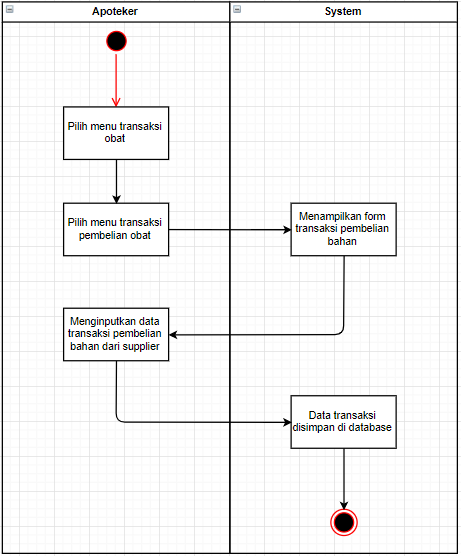 Apoteker
System
Pilih menu transaksi
obat
Pilih menu transaksi
pembelian obat
Menampilkan form
transaksi pembelian
bahan
Menginputkan data
transaksi pembelian
bahan dari supplier
Data transaksi
disimpan di database